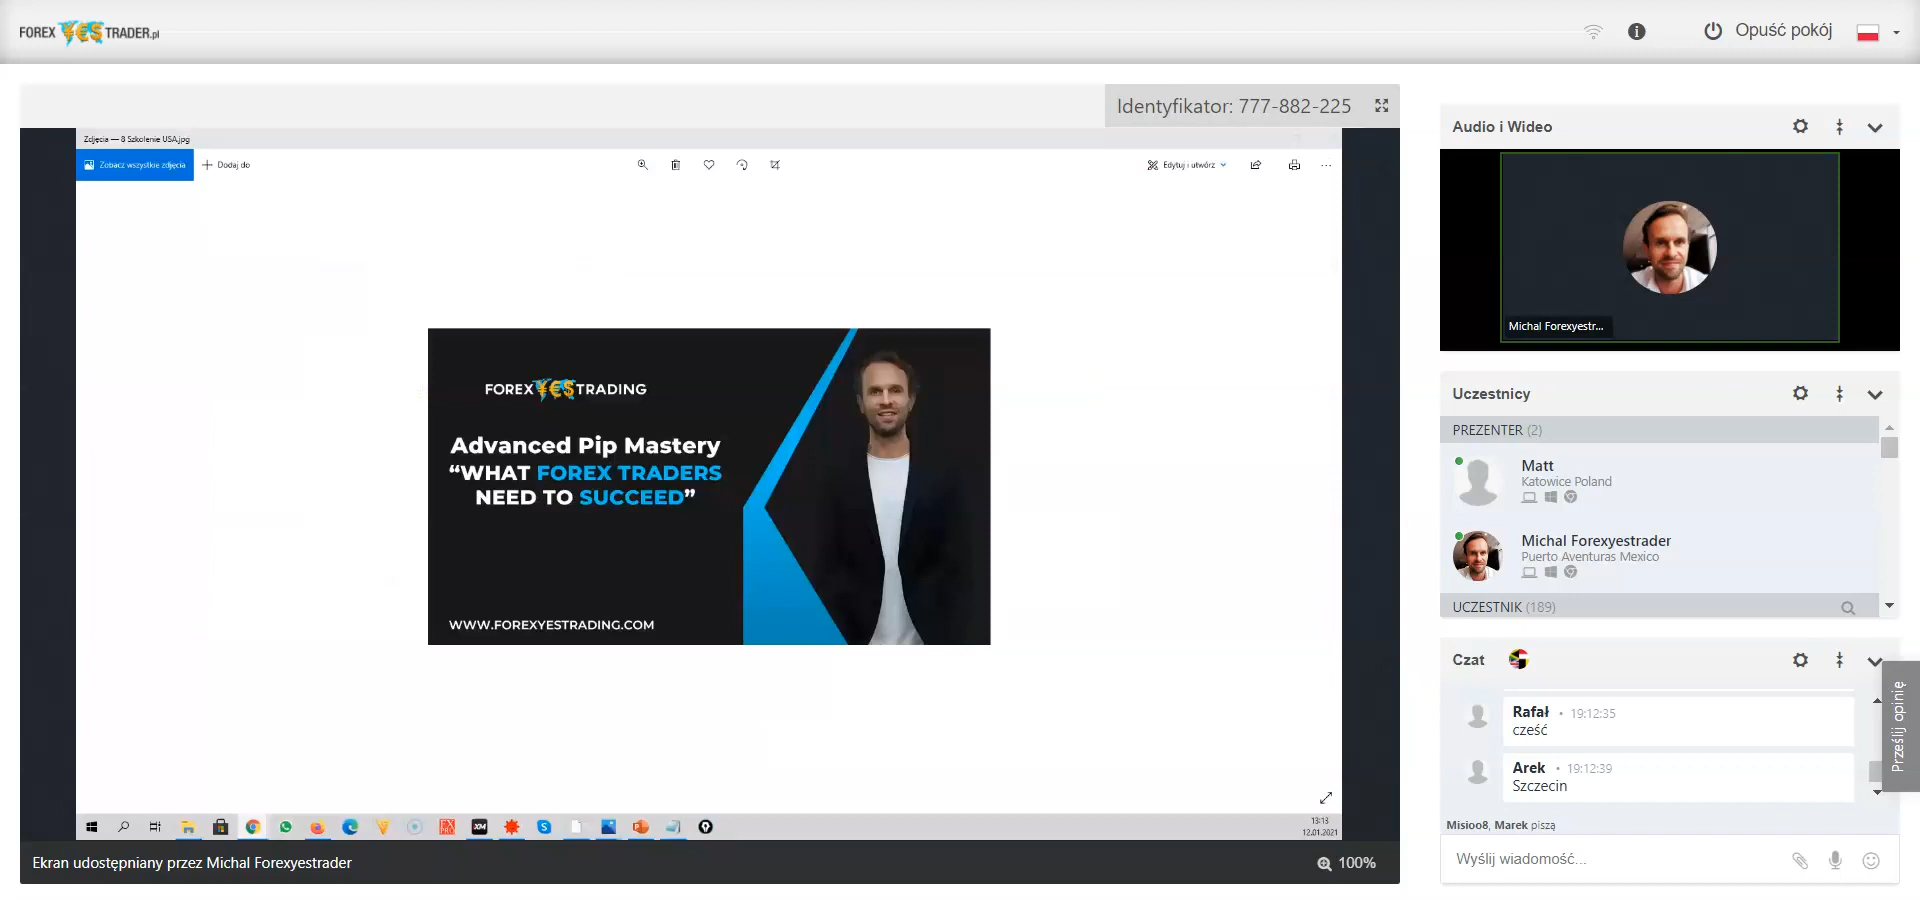 FOREX ¥€$ TRADER.pl
Opuść pokój
Identyfikator: 777-882-225
Zdjęcia — 8 Szkolenie USA.jpg
Zobacz wszystkie zdjęcia
Dodaj do
Edytuj i utwórz
FOREX ¥€$ TRADING
Advanced Pip Mastery
“WHAT FOREX TRADERS
NEED TO SUCCEED”
WWW.FOREXYESTRADING.COM
13:13
12.01.2021
Ekran udostępniany przez Michal Forexyestrader
100%
Audio i Wideo
Michal Forexyestr...
Uczestnicy
PREZENTER (2)
Matt
Katowice Poland
Michal Forexyestrader
Puerto Aventuras Mexico
UCZESTNIK (189)
Czat
Rafał • 19:12:35
cześć
Arek • 19:12:39
Szczecin
Misioo8, Marek piszą
Wyślij wiadomość...
Prześlij opinię